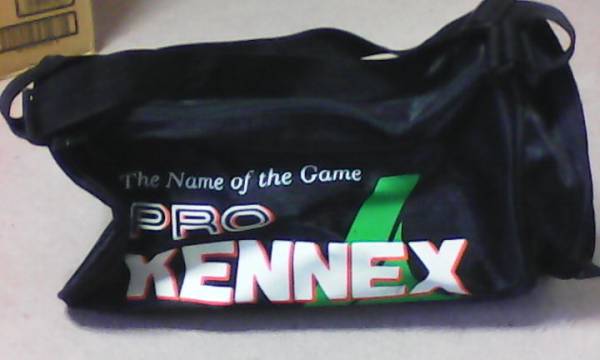 The Name of the Game
PRO
KENNEX